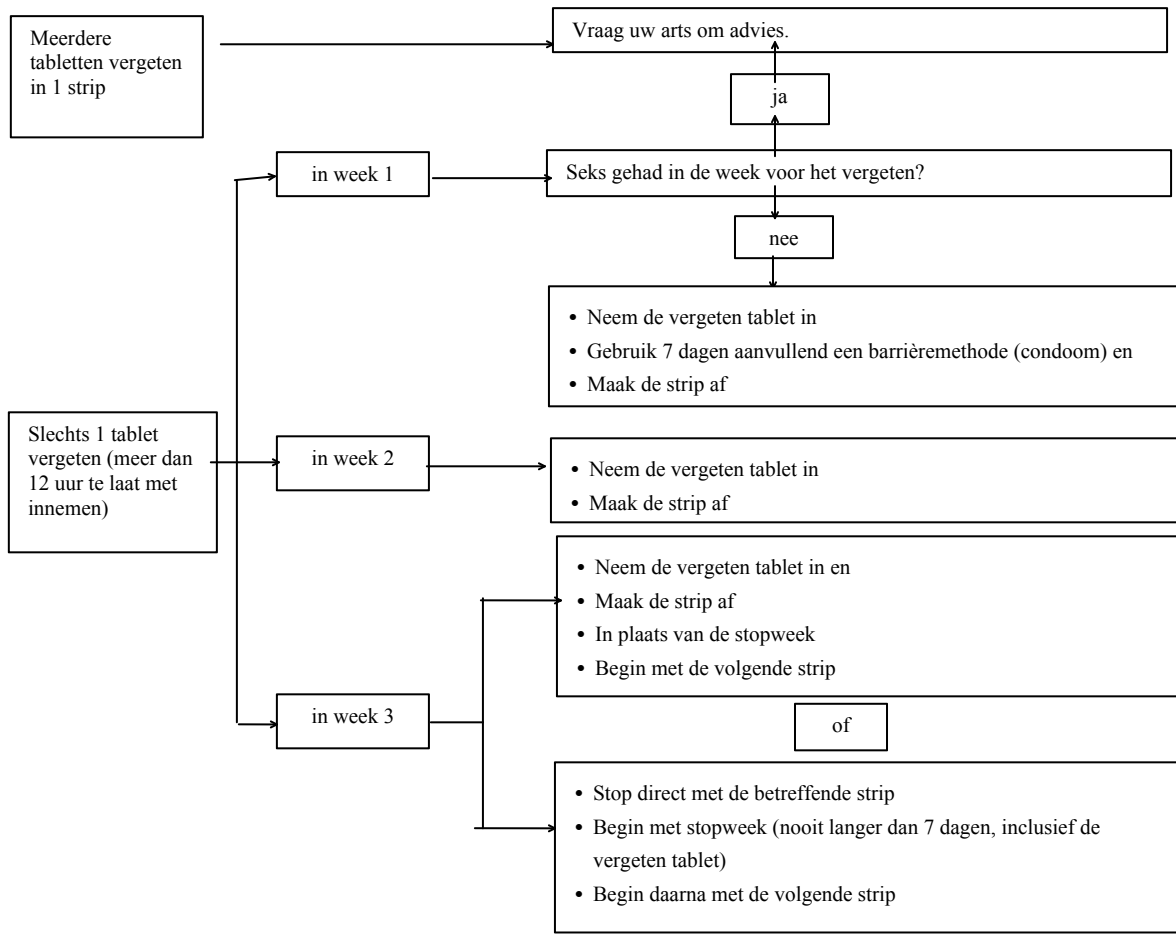 Meerdere
tabletten vergeten
in 1 strip
Vraag uw arts om advies.
ja
in week 1
Seks gehad in de week voor het vergeten?
nee
• Neem de vergeten tablet in
• Gebruik 7 dagen aanvullend een barrièremethode (condoom) en
• Maak de strip af
Slechts 1 tablet
vergeten (meer dan
12 uur te laat met
innemen)
in week 2
• Neem de vergeten tablet in
• Maak de strip af
• Neem de vergeten tablet in en
• Maak de strip af
• In plaats van de stopweek
• Begin met de volgende strip
in week 3
of
• Stop direct met de betreffende strip
• Begin met stopweek (nooit langer dan 7 dagen, inclusief de
vergeten tablet)
• Begin daarna met de volgende strip